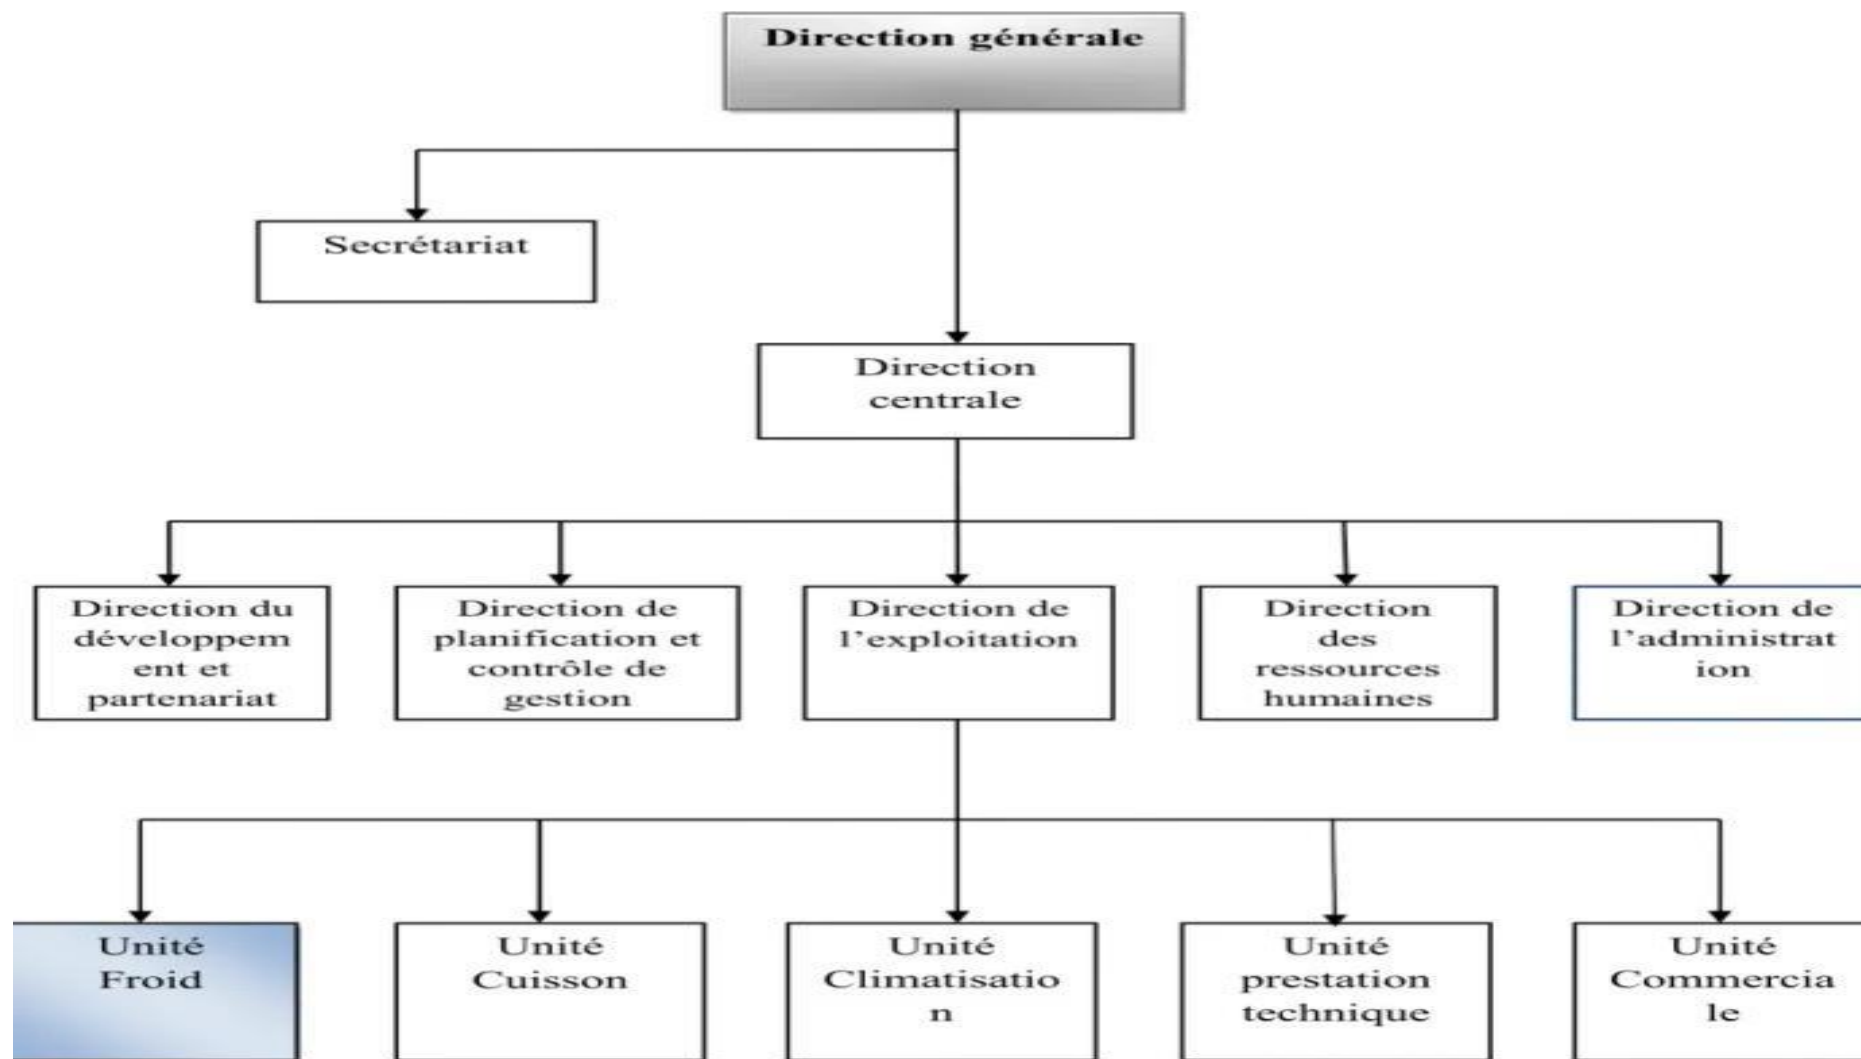 Direction générale
Secrétariat
Direction
centrale
Direction du
développem
ent et
partenariat
Direction de
planification et
contrôle de
gestion
Direction de
l’exploitation
Direction
des
ressources
humaines
Direction de
l’administrat
ion
Unité
Froid
Unité
Cuisson
Unité
Climatisatio
n
Unité
prestation
technique
Unité
Commercia
le